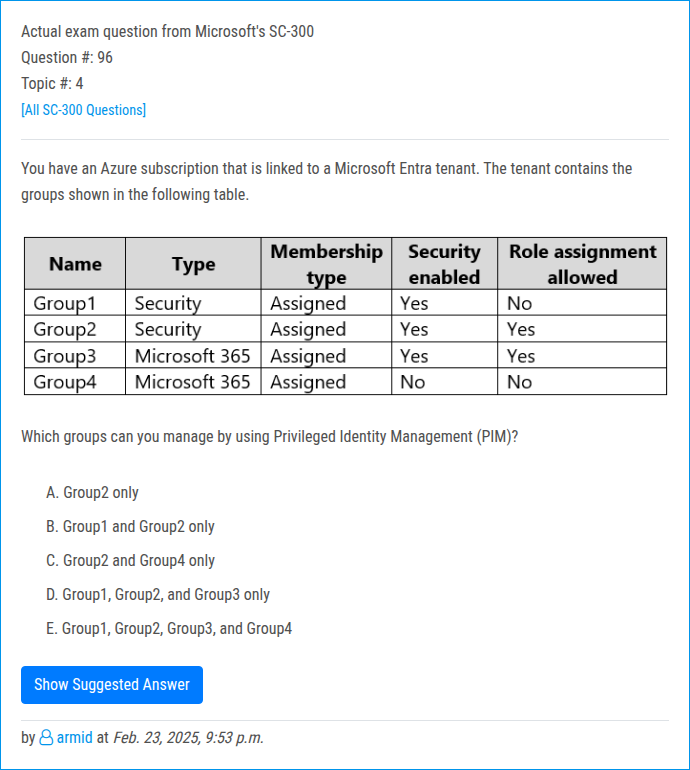 Actual exam question from Microsoft's SC-300
Question #: 96
Topic #: 4
[All SC-300 Questions]
You have an Azure subscription that is linked to a Microsoft Entra tenant. The tenant contains the
groups shown in the following table.
Name Type Membership type Security enabled Role assignment allowed
Group1 Security Assigned Yes No
Group2 Security Assigned Yes Yes
Group3 Microsoft 365 Assigned Yes Yes
Group4 Microsoft 365 Assigned No No
Which groups can you manage by using Privileged Identity Management (PIM)?
A. Group2 only
B. Group1 and Group2 only
C. Group2 and Group4 only
D. Group1, Group2, and Group3 only
E. Group1, Group2, Group3, and Group4
Show Suggested Answer
by armid at Feb. 23, 2025, 9:53 p.m.